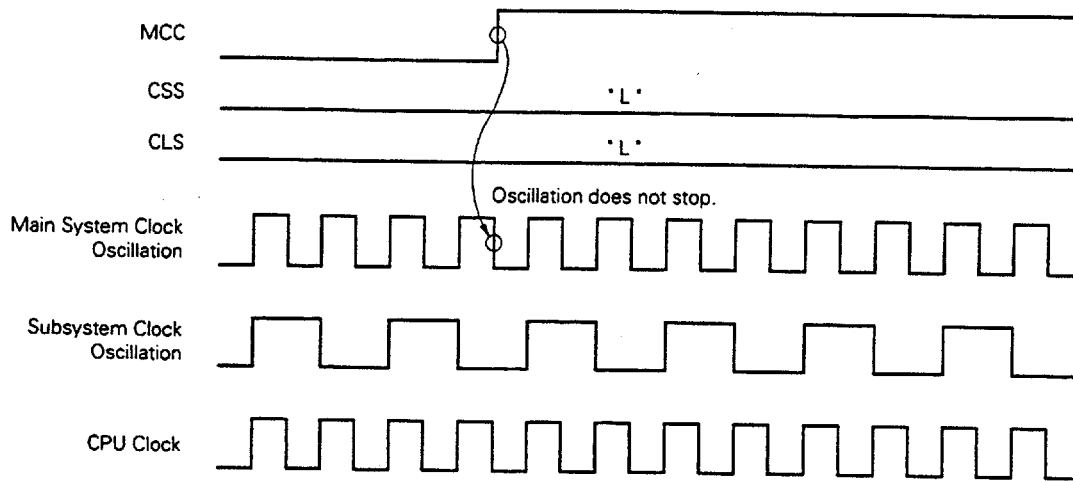 MCC
CSS
"L"
CLS
"L"
Oscillation does not stop.
Main System Clock
Oscillation
Subsystem Clock
Oscillation
CPU Clock